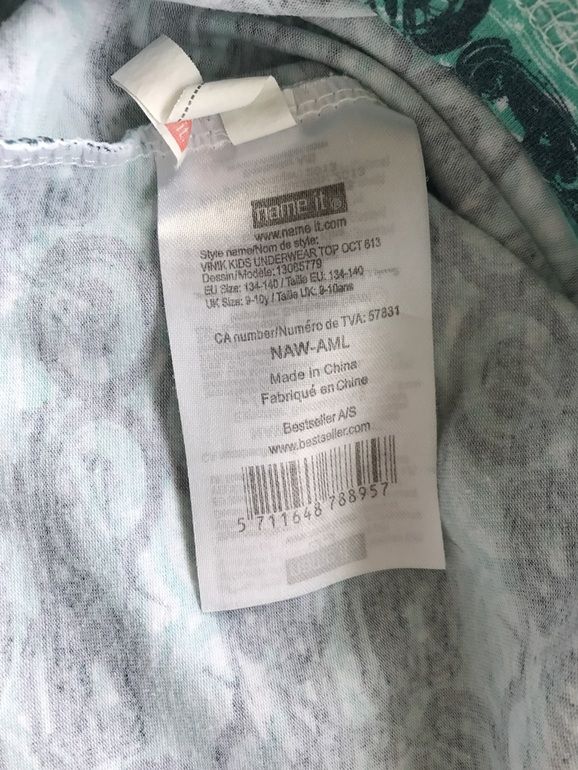 name it®
www.name it.com
Style name/Nom de style:
VINIK KIDS UNDERWEAR TOP OCT 613
Dessin/Modèle: 13085779
EU Size: 134-140 / Taille EU: 134-140
UK Size: 9-10y / Taille UK: 9-10ans
CA number/Numéro de TVA: 57831
NAW-AML
Made in China
Fabriqué en Chine
Bestseller A/S
www.bestseller.com
5 711648 788957